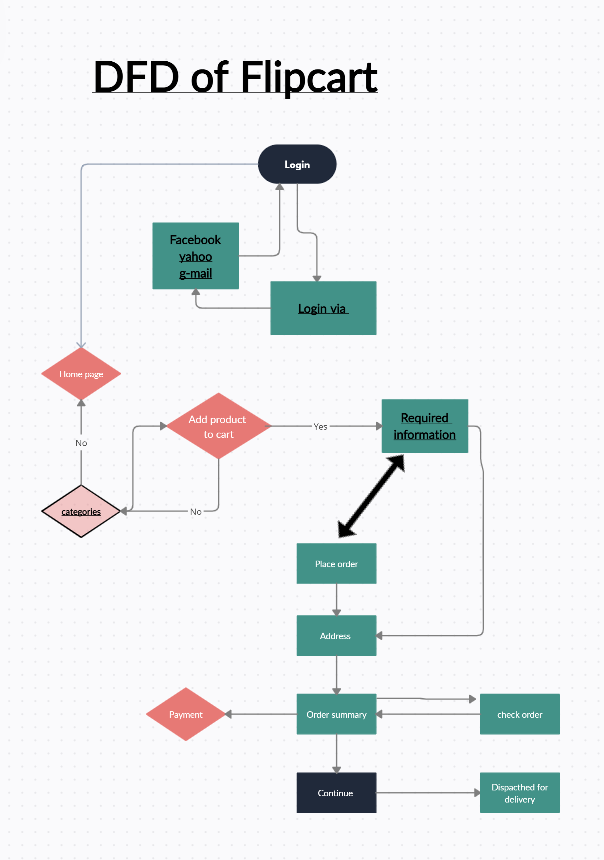 DFD of Flipcart
Login
Facebook
yahoo
g-mail
Login via
Home page
Add product
to cart
Yes
Required
information
No
categories
No
Place order
Address
Payment
Order summary
check order
Continue
Dispacthed for
delivery